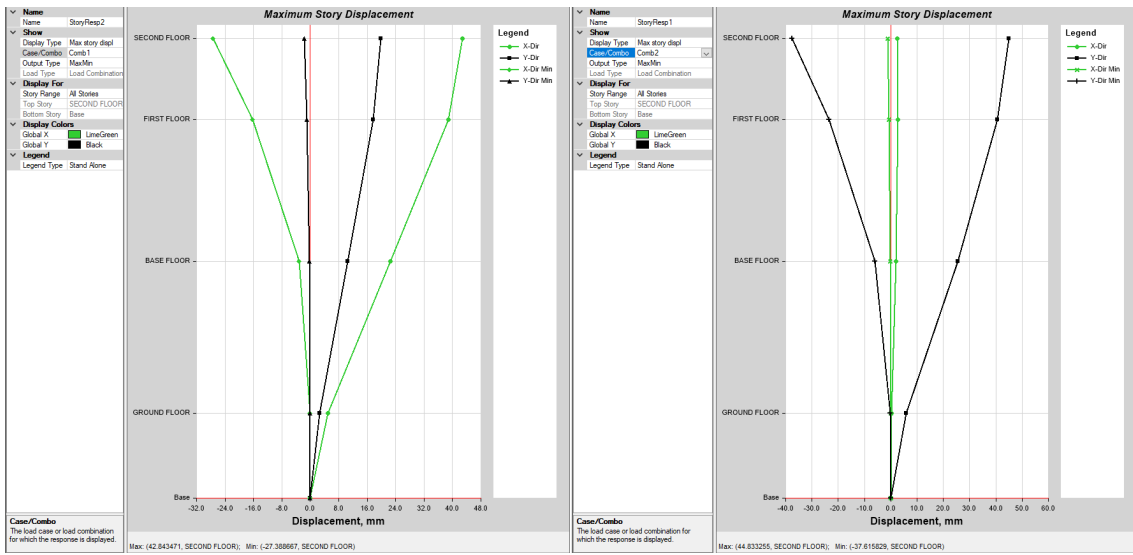 Name
Name StoryResp2
Show
Display Type Max story displ
Case/Combo Comb1
Output Type MaxMin
Load Type Load Combination
Display For
Story Range All Stories
Top Story SECOND FLOOR
Bottom Story Base
Display Colors
Global X LimeGreen
Global Y Black
Legend
Legend Type Stand Alone
Case/Combo
The load case or load combination
for which the response is displayed.
Maximum Story Displacement
SECOND FLOOR
FIRST FLOOR
BASE FLOOR
GROUND FLOOR
Base
-32.0 -24.0 -16.0 -8.0 0.0 8.0 16.0 24.0 32.0 40.0 48.0
Displacement, mm
Legend
X-Dir
Y-Dir
X-Dir Min
Y-Dir Min
Max: (42.843471, SECOND FLOOR); Min: (-27.388667, SECOND FLOOR)
Name
Name StoryResp1
Show
Display Type Max story displ
Case/Combo Comb2
Output Type MaxMin
Load Type Load Combination
Display For
Story Range All Stories
Top Story SECOND FLOOR
Bottom Story Base
Display Colors
Global X LimeGreen
Global Y Black
Legend
Legend Type Stand Alone
Case/Combo
The load case or load combination for
which the response is displayed.
Maximum Story Displacement
SECOND FLOOR
FIRST FLOOR
BASE FLOOR
GROUND FLOOR
Base
-40.0 -30.0 -20.0 -10.0 0.0 10.0 20.0 30.0 40.0 50.0 60.0
Displacement, mm
Legend
X-Dir
Y-Dir
X-Dir Min
Y-Dir Min
Max: (44.833255, SECOND FLOOR); Min: (-37.615829, SECOND FLOOR)